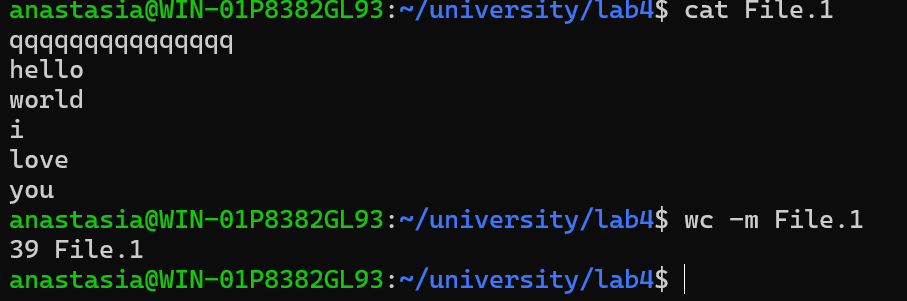 anastasia@WIN-01P8382GL93:~/university/lab4$ cat File.1
qqqqqqqqqqqqqqq
hello
world
i
love
you
anastasia@WIN-01P8382GL93:~/university/lab4$ wc -m File.1
39 File.1
anastasia@WIN-01P8382GL93:~/university/lab4$